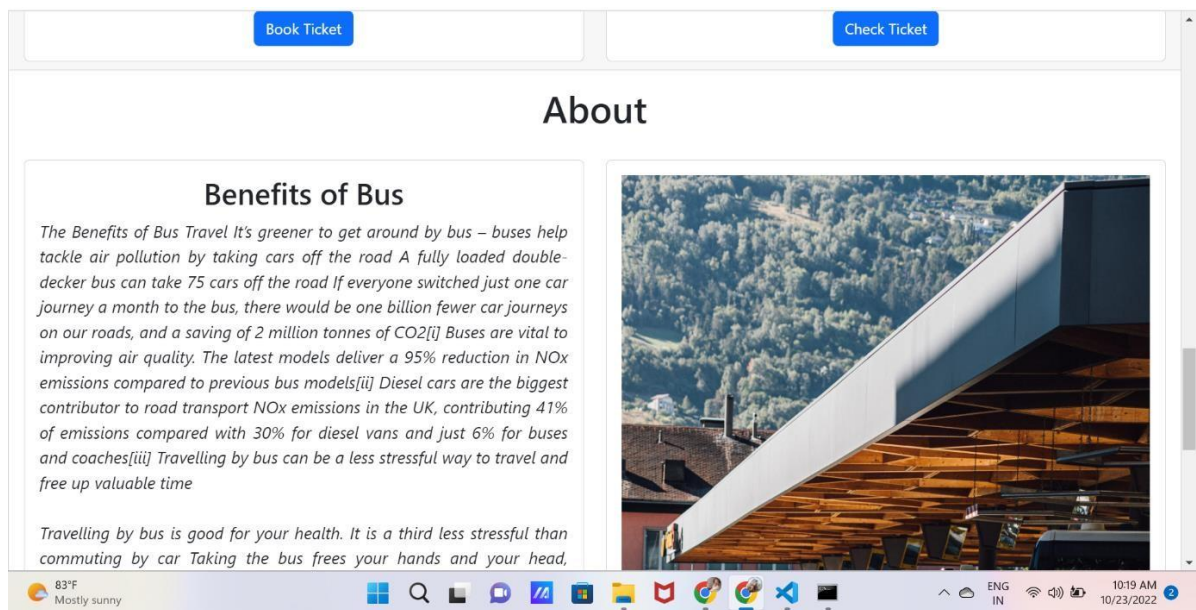 Book Ticket
Check Ticket
About
Benefits of Bus
The Benefits of Bus Travel It's greener to get around by bus – buses help
tackle air pollution by taking cars off the road A fully loaded double-
decker bus can take 75 cars off the road If everyone switched just one car
journey a month to the bus, there would be one billion fewer car journeys
on our roads, and a saving of 2 million tonnes of CO2[i] Buses are vital to
improving air quality. The latest models deliver a 95% reduction in NOx
emissions compared to previous bus models[ii] Diesel cars are the biggest
contributor to road transport NOx emissions in the UK, contributing 41%
of emissions compared with 30% for diesel vans and just 6% for buses
and coaches[iii] Travelling by bus can be a less stressful way to travel and
free up valuable time
Travelling by bus is good for your health. It is a third less stressful than
commuting by car Taking the bus frees your hands and your head,
83°F
Mostly sunny
ENG
IN
10:19 AM
10/23/2022
2